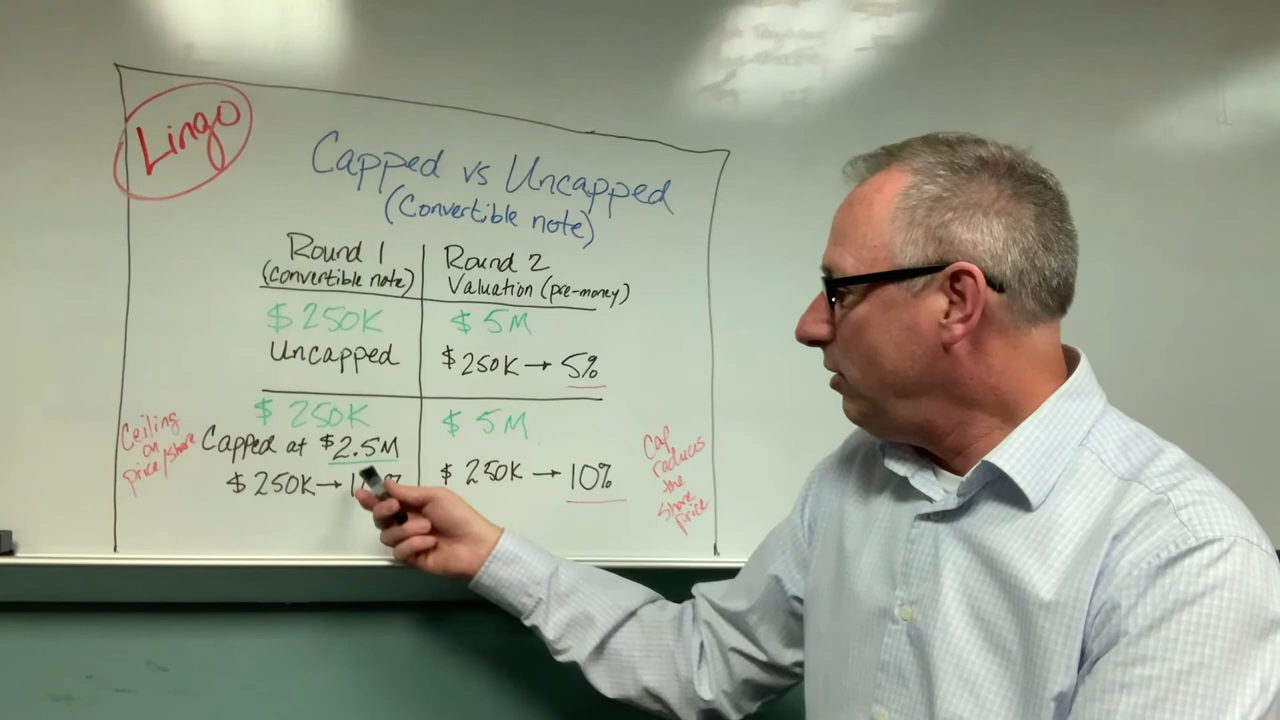 Lingo
Capped vs Uncapped
(Convertible note)
Round 1
(Convertible note)
Round 2
Valuation (pre-money)
$250K
Uncapped
$5M
$250K → 5%
$250K
Capped at $2.5M
$250K →
$5M
$250K → 10%
Ceiling
on
price/share
Cap
reduces
the
share
price